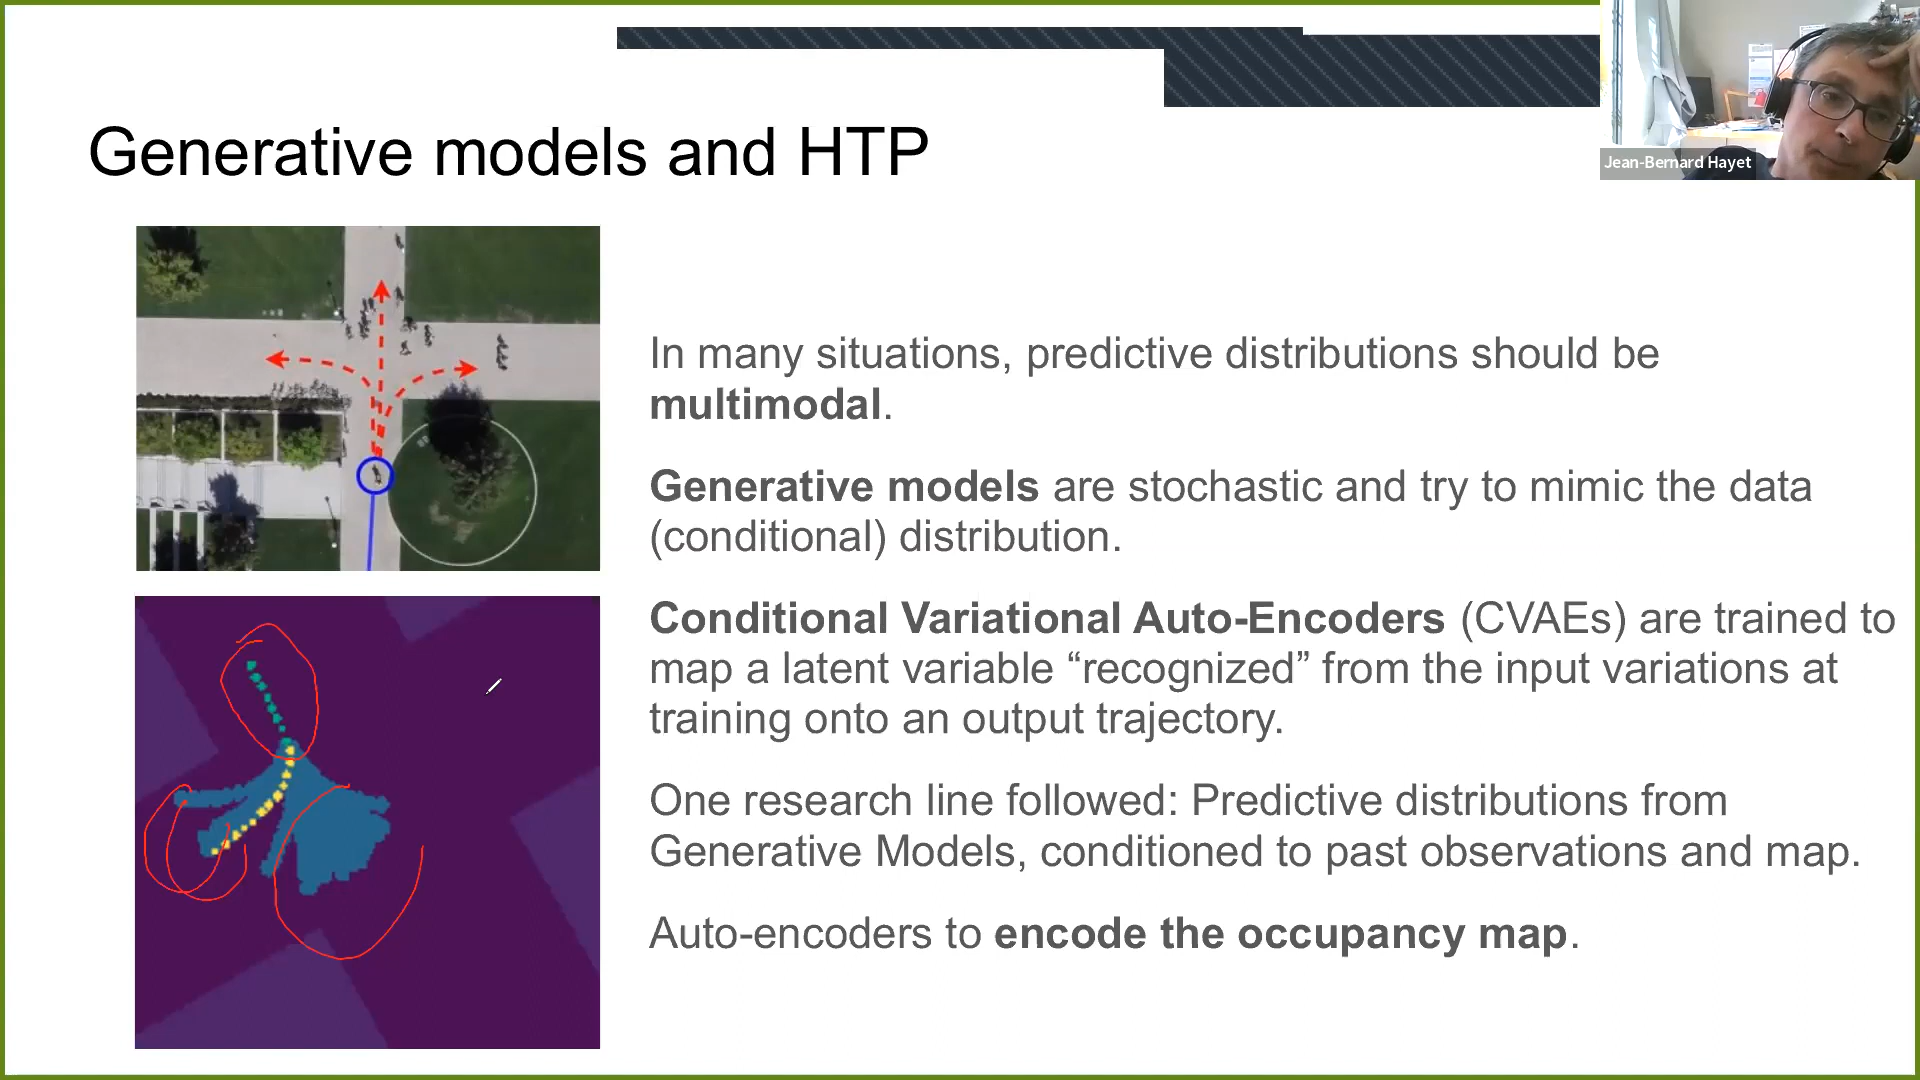 Jean-Bernard Hayet
Generative models and HTP
In many situations, predictive distributions should be
multimodal.
Generative models are stochastic and try to mimic the data
(conditional) distribution.
Conditional Variational Auto-Encoders (CVAEs) are trained to
map a latent variable “recognized” from the input variations at
training onto an output trajectory.
One research line followed: Predictive distributions from
Generative Models, conditioned to past observations and map.
Auto-encoders to encode the occupancy map.